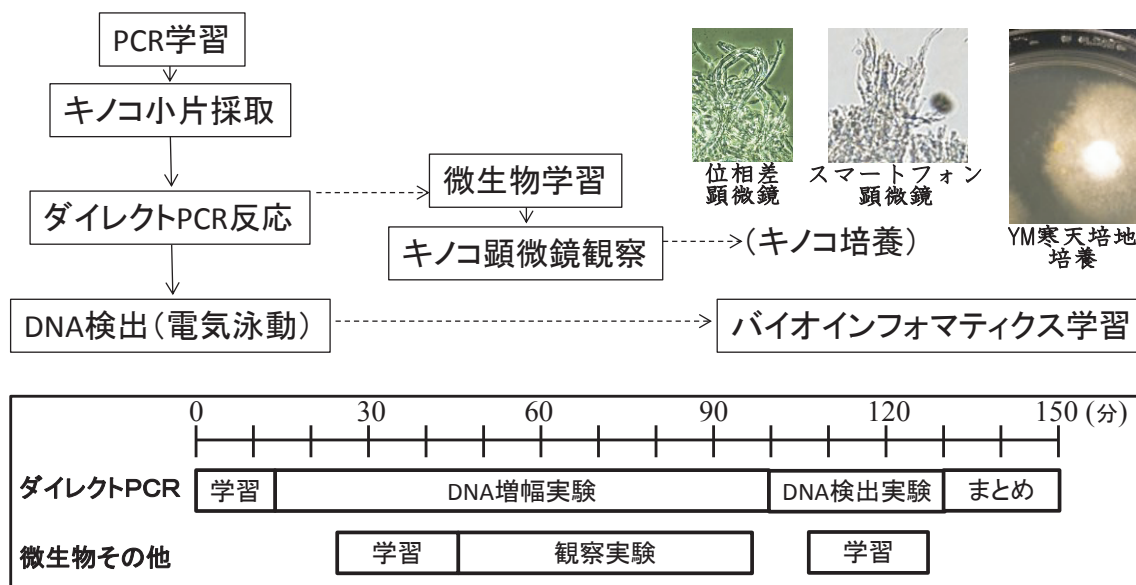 PCR学習
キノコ小片採取
ダイレクトPCR反応
DNA検出(電気泳動)
微生物学習
キノコ顕微鏡観察
(キノコ培養)
バイオインフォマティクス学習
位相差
顕微鏡
スマートフォン
顕微鏡
YM寒天培地
培養
0 30 60 90 120 150 (分)
ダイレクトPCR 学習 DNA増幅実験 DNA検出実験 まとめ
微生物その他 学習 観察実験 学習